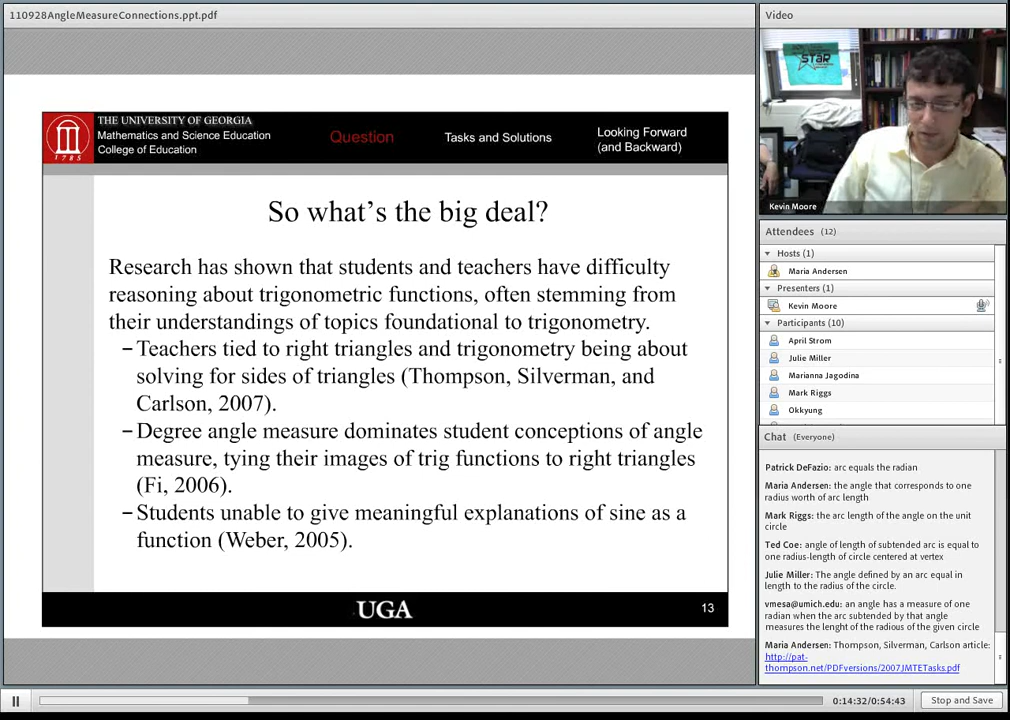 110928AngleMeasureConnections.ppt.pdf
THE UNIVERSITY OF GEORGIA
Mathematics and Science Education
College of Education
1785
Question
Tasks and Solutions
Looking Forward
(and Backward)
So what's the big deal?
Research has shown that students and teachers have difficulty
reasoning about trigonometric functions, often stemming from
their understandings of topics foundational to trigonometry.
–Teachers tied to right triangles and trigonometry being about
solving for sides of triangles (Thompson, Silverman, and
Carlson, 2007).
–Degree angle measure dominates student conceptions of angle
measure, tying their images of trig functions to right triangles
(Fi, 2006).
–Students unable to give meaningful explanations of sine as a
function (Weber, 2005).
UGA
13
Video
STaR
Kevin Moore
Attendees (12)
Hosts (1)
Maria Andersen
Presenters (1)
Kevin Moore
Participants (10)
April Strom
Julie Miller
Marianna Jagodina
Mark Riggs
Okkyung
Chat (Everyone)
Patrick DeFazio: arc equals the radian
Maria Andersen: the angle that corresponds to one
radius worth of arc length
Mark Riggs: the arc length of the angle on the unit
circle
Ted Coe: angle of length of subtended arc is equal to
one radius-length of circle centered at vertex
Julie Miller: The angle defined by an arc equal in
length to the radius of the circle.
vmesa@umich.edu: an angle has a measure of one
radian when the arc subtended by that angle
measures the lenght of the radious of the given circle
Maria Andersen: Thompson, Silverman, Carlson article:
http://pat-
thompson.net/PDFversions/2007JMTETasks.pdf
0:14:32/0:54:43
Stop and Save